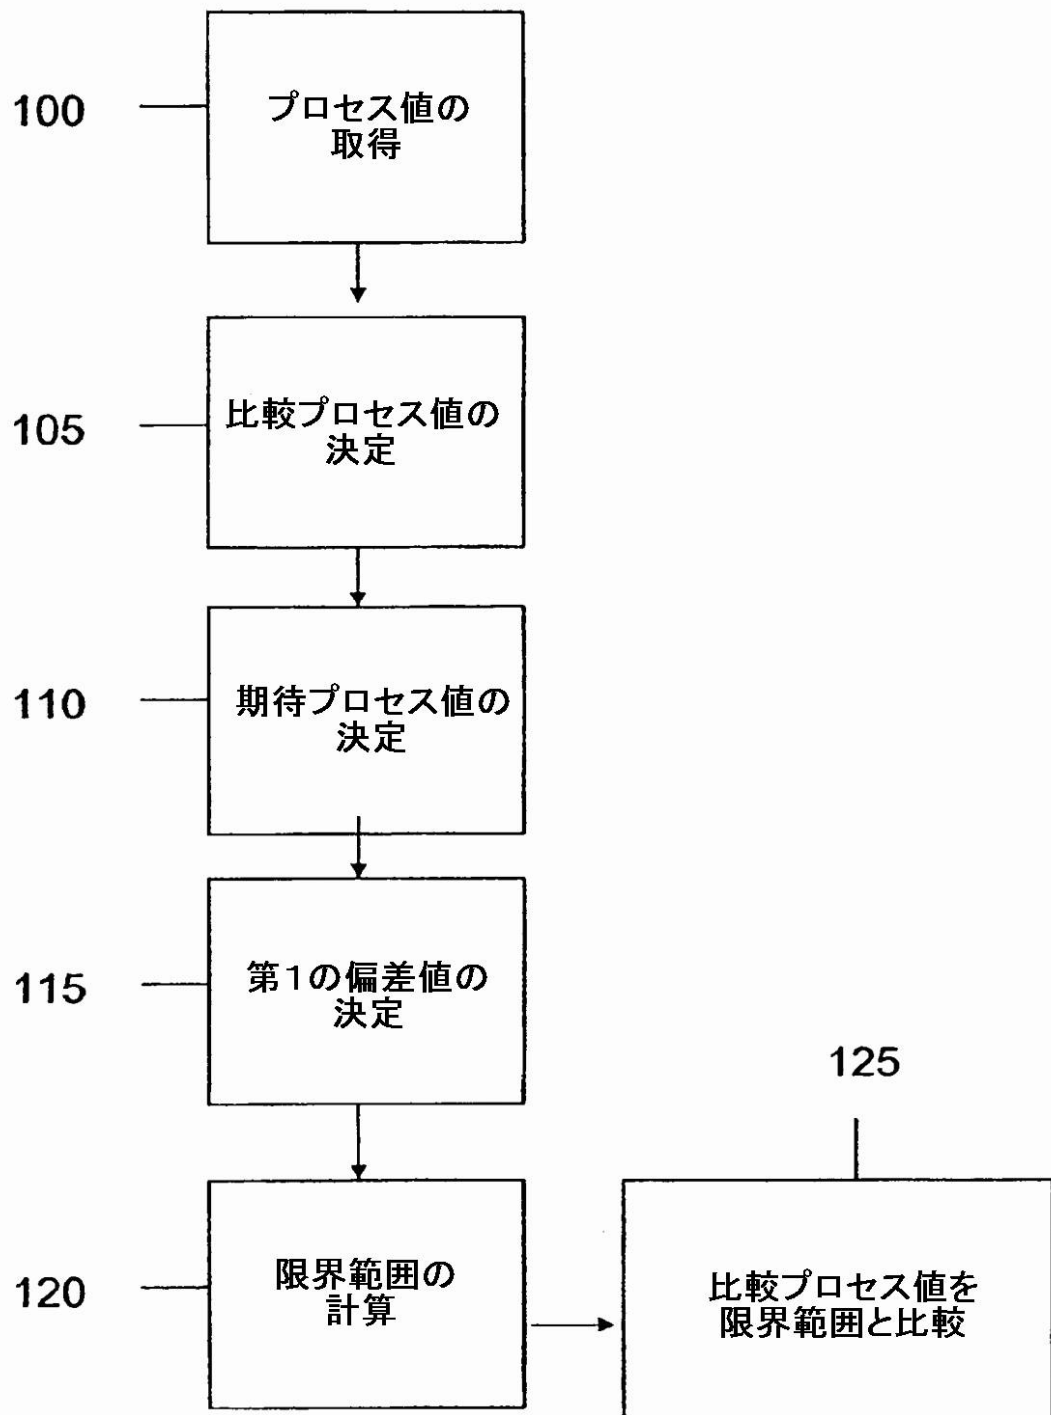 100
プロセス値の
取得
105
比較プロセス値の
決定
110
期待プロセス値の
決定
115
第1の偏差値の
決定
125
120
限界範囲の
計算
比較プロセス値を
限界範囲と比較